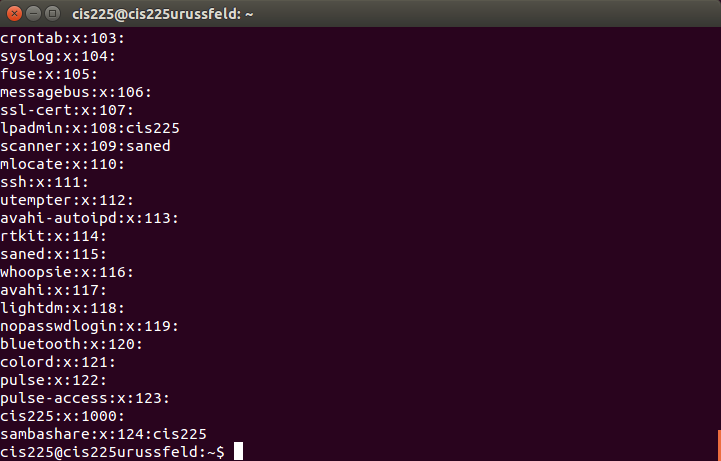 cis225@cis225urussfeld: ~
crontab:x:103:
syslog:x:104:
fuse:x:105:
messagebus:x:106:
ssl-cert:x:107:
lpadmin:x:108:cis225
scanner:x:109:saned
mlocate:x:110:
ssh:x:111:
utempter:x:112:
avahi-autoipd:x:113:
rtkit:x:114:
saned:x:115:
whoopsie:x:116:
avahi:x:117:
lightdm:x:118:
nopasswdlogin:x:119:
bluetooth:x:120:
colord:x:121:
pulse:x:122:
pulse-access:x:123:
cis225:x:1000:
sambashare:x:124:cis225
cis225@cis225urussfeld:~$